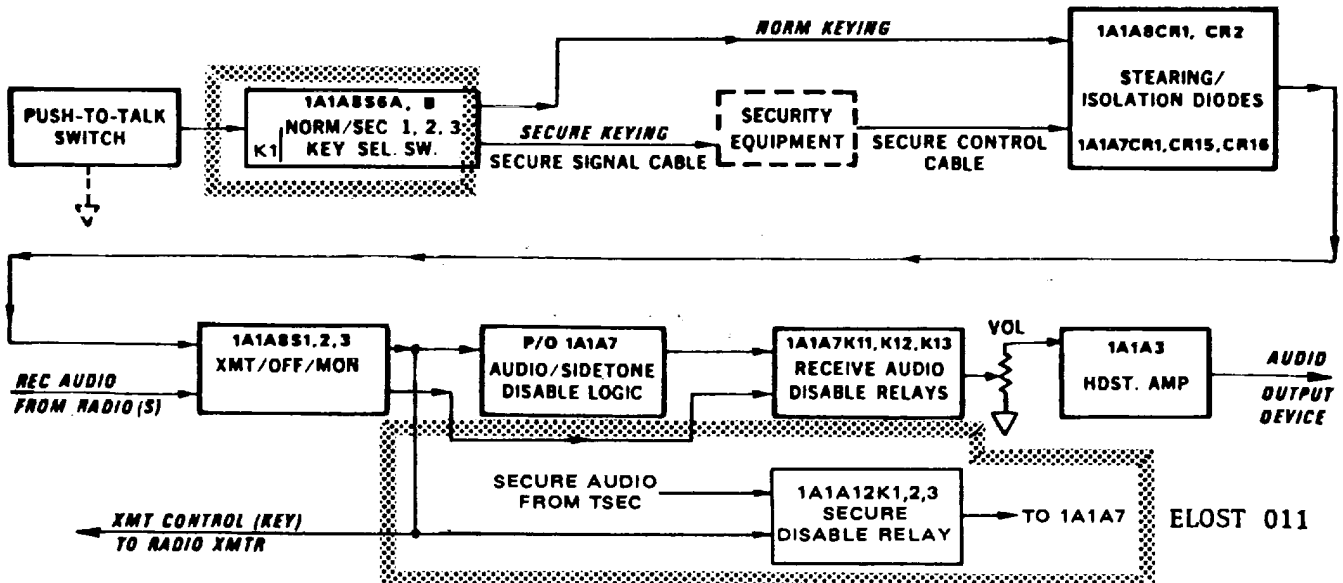 NORM KEYING
1A1A8CR1, CR2
STEARING/
ISOLATION DIODES
1A1A7CR1, CR15, CR16
PUSH-TO-TALK
SWITCH
1A1A8S6A, B
NORM/SEC 1, 2, 3
K1
KEY SEL. SW.
SECURE KEYING
SECURE SIGNAL CABLE
SECURITY
EQUIPMENT
SECURE CONTROL
CABLE
1A1A8S1,2,3
XMT/OFF/MON
REC AUDIO
FROM RADIO(S)
P/O 1A1A7
AUDIO/SIDETONE
DISABLE LOGIC
1A1A7K11,K12,K13
RECEIVE AUDIO
DISABLE RELAYS
VOL
1A1A3
HDST. AMP
AUDIO
OUTPUT
DEVICE
SECURE AUDIO
FROM TSEC
1A1A12K1,2,3
SECURE
DISABLE RELAY
TO 1A1A7
ELOST 011
XMT CONTROL (KEY)
TO RADIO XMTR